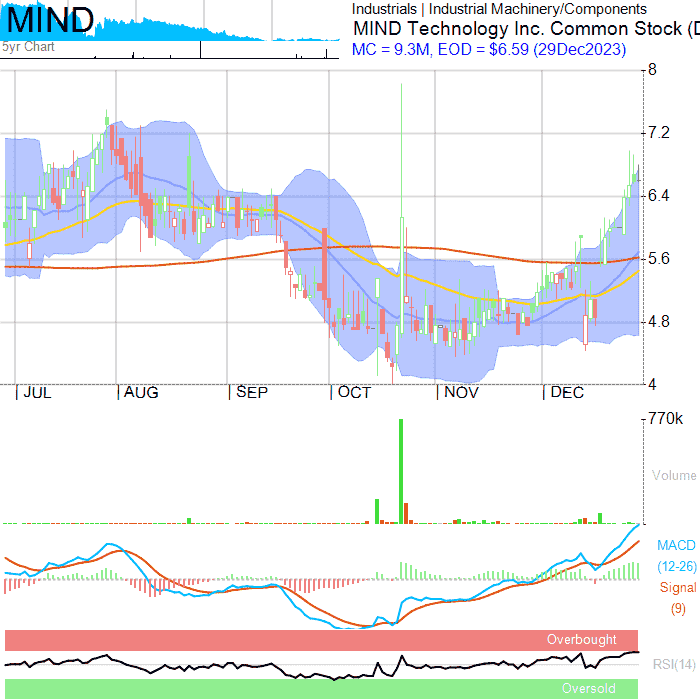 MIND
5yr Chart
Industrials | Industrial Machinery/Components
MIND Technology Inc. Common Stock (D
MC = 9.3M, EOD = $6.59 (29Dec2023)
8
7.2
6.4
5.6
4.8
4
JUL AUG SEP OCT NOV DEC
770k
Volume
MACD
(12-26)
Signal
(9)
Overbought
RSI(14)
Oversold